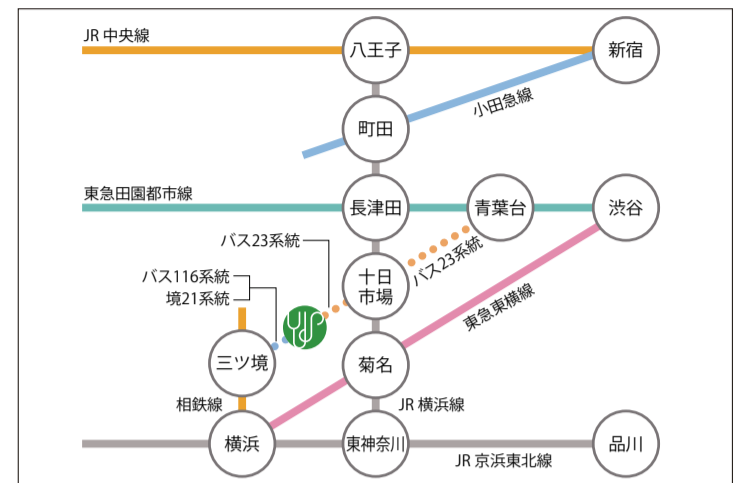 JR 中央線
八王子
新宿
小田急線
町田
東急田園都市線
長津田
青葉台
渋谷
バス23系統
バス23系統
バス116系統
境21系統
十日
市場
東急東横線
三ツ境
菊名
相鉄線
JR 横浜線
横浜
東神奈川
品川
JR 京浜東北線